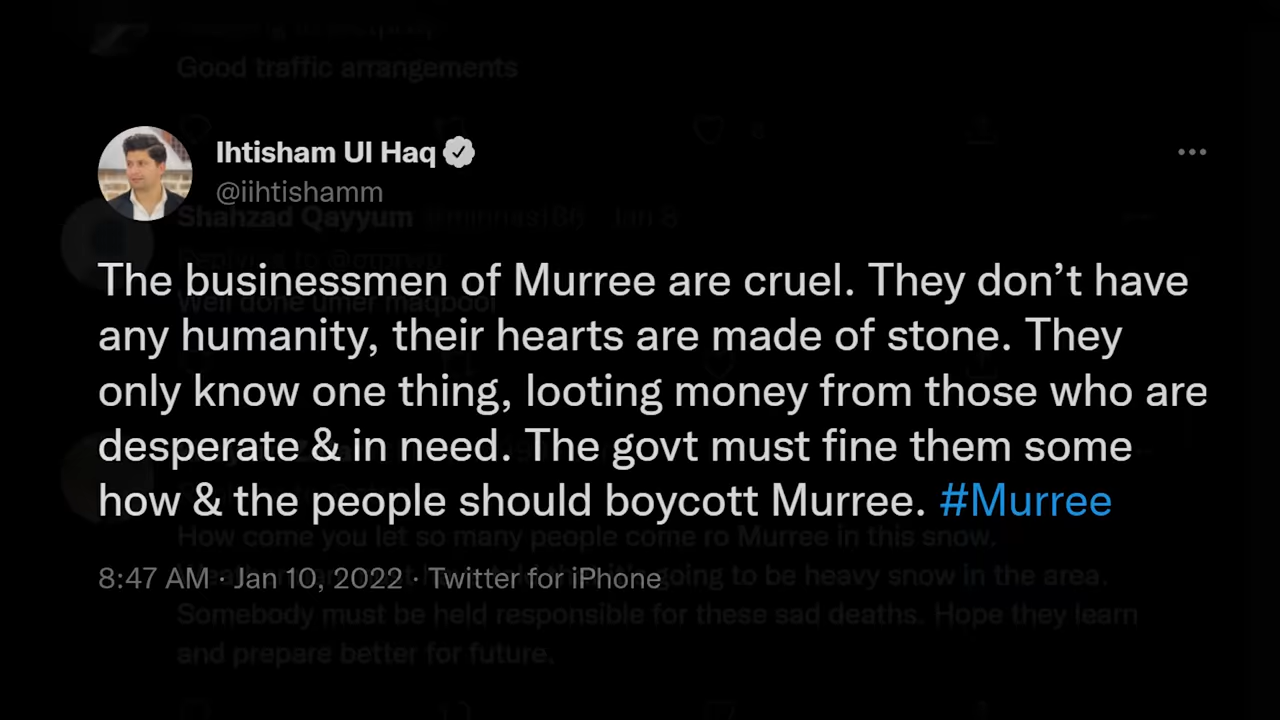 Good traffic arrangements
8
Ihtisham Ul Haq
@iihtishamm
Shahzad Qayyum Jan 8
The businessmen of Murree are cruel. They don’t have
any humanity, their hearts are made of stone. They
only know one thing, looting money from those who are
desperate & in need. The govt must fine them some
how & the people should boycott Murree. #Murree
How come you let so many people come ro Murree in this snow.
8:47 AM · Jan 10, 2022 · Twitter for iPhone
going to be heavy snow in the area.
Somebody must be held responsible for these sad deaths. Hope they learn
and prepare better for future.